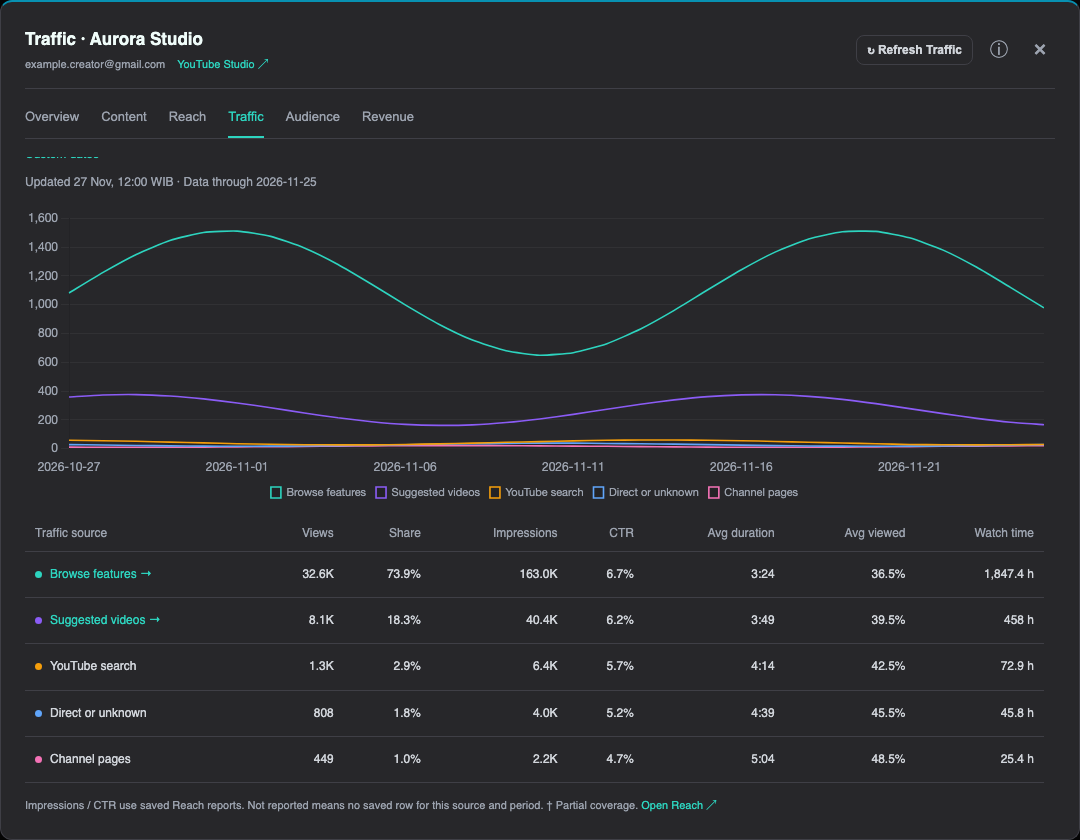 Traffic · Aurora Studio
example.creator@gmail.com YouTube Studio ↗
↻ Refresh Traffic
Overview Content Reach Traffic Audience Revenue
Updated 27 Nov, 12:00 WIB · Data through 2026-11-25
1,600
1,400
1,200
1,000
800
600
400
200
0
2026-10-27 2026-11-01 2026-11-06 2026-11-11 2026-11-16 2026-11-21
Browse features Suggested videos YouTube search Direct or unknown Channel pages
Traffic source Views Share Impressions CTR Avg duration Avg viewed Watch time
Browse features → 32.6K 73.9% 163.0K 6.7% 3:24 36.5% 1,847.4 h
Suggested videos → 8.1K 18.3% 40.4K 6.2% 3:49 39.5% 458 h
YouTube search 1.3K 2.9% 6.4K 5.7% 4:14 42.5% 72.9 h
Direct or unknown 808 1.8% 4.0K 5.2% 4:39 45.5% 45.8 h
Channel pages 449 1.0% 2.2K 4.7% 5:04 48.5% 25.4 h
Impressions / CTR use saved Reach reports. Not reported means no saved row for this source and period. † Partial coverage. Open Reach ↗